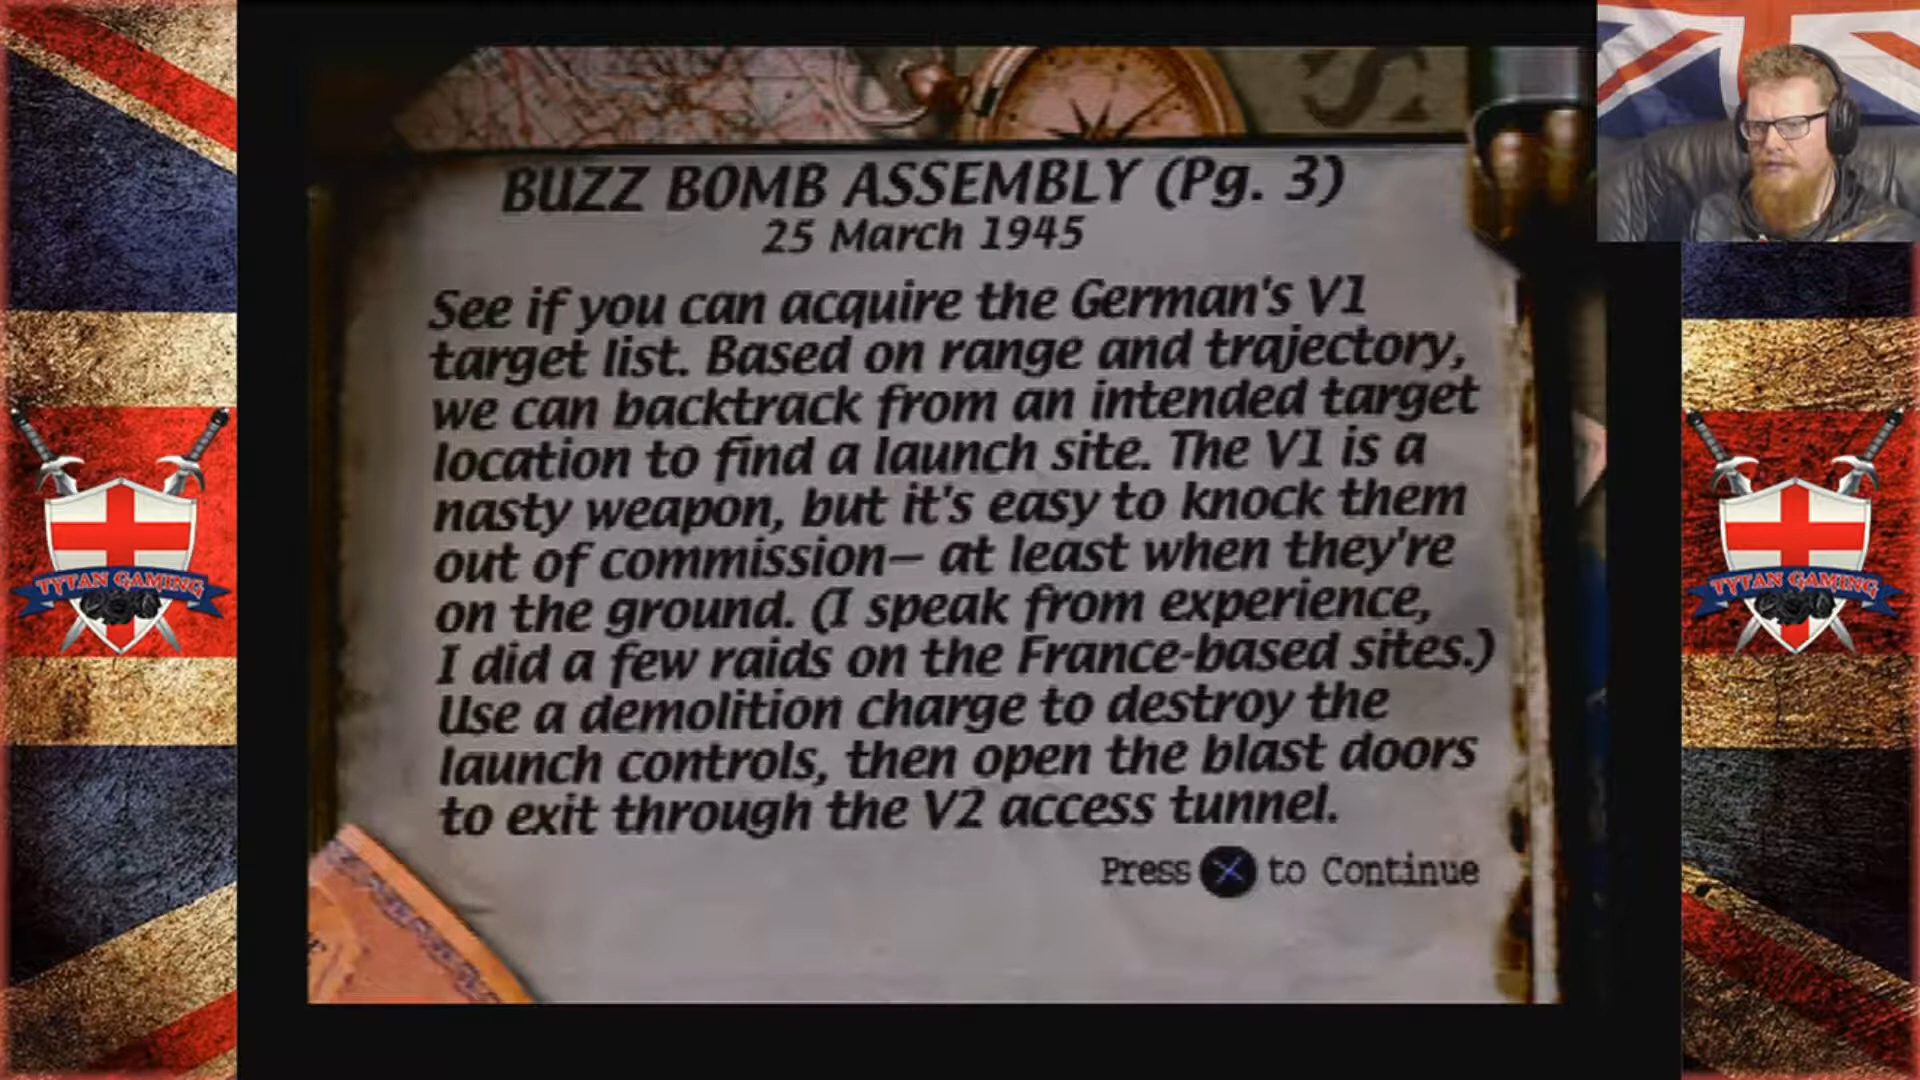 BUZZ BOMB ASSEMBLY (Pg. 3)
25 March 1945
See if you can acquire the German's V1
target list. Based on range and trajectory,
we can backtrack from an intended target
location to find a launch site. The V1 is a
nasty weapon, but it's easy to knock them
out of commission— at least when they're
on the ground. (I speak from experience,
I did a few raids on the France-based sites.)
Use a demolition charge to destroy the
launch controls, then open the blast doors
to exit through the V2 access tunnel.
Press X to Continue
TYTAN GAMING
TYTAN GAMING